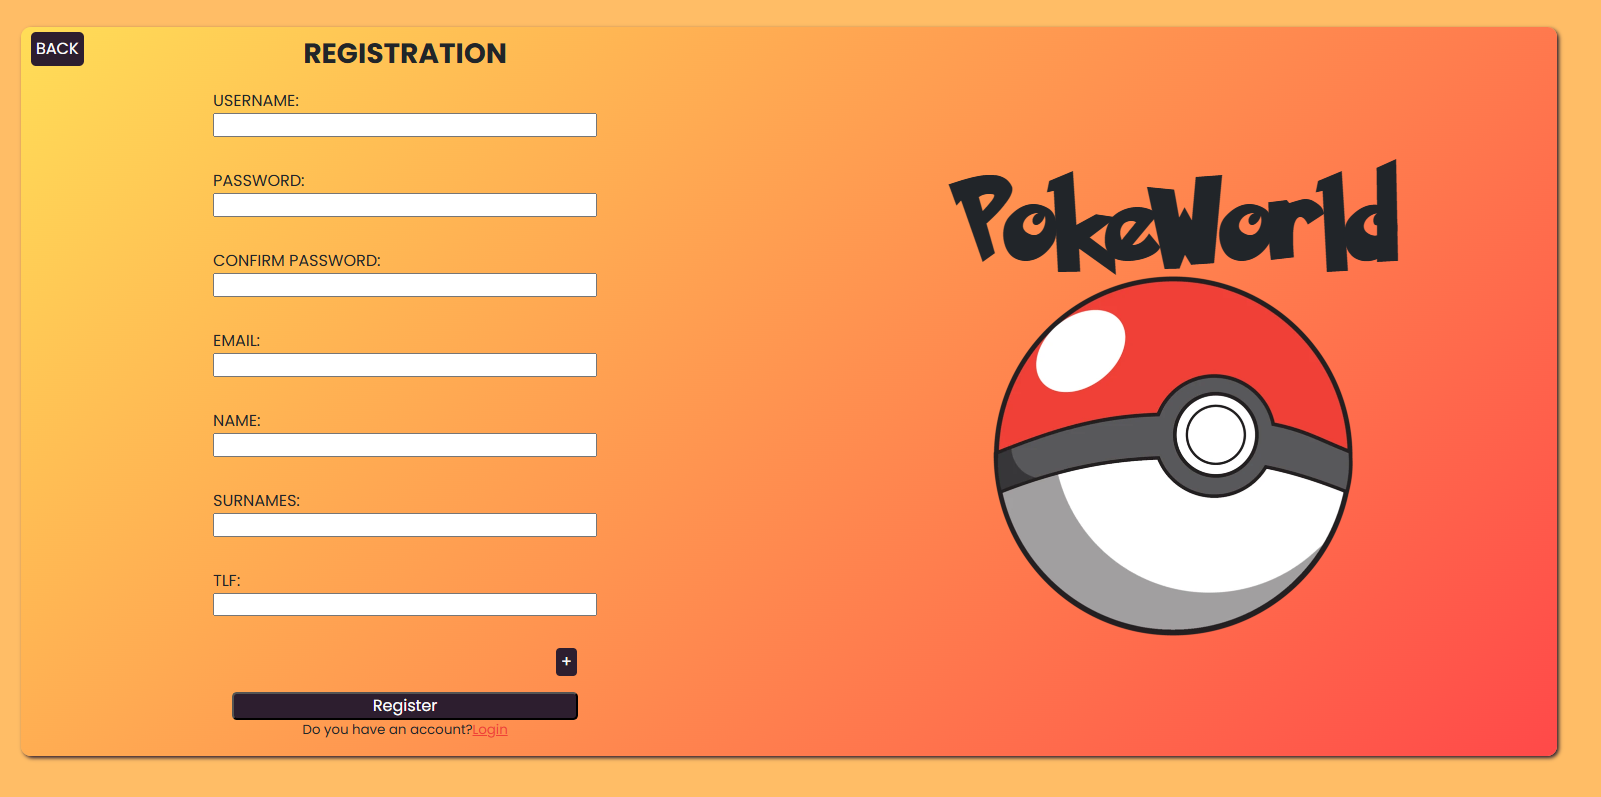 BACK
REGISTRATION
USERNAME:
PASSWORD:
CONFIRM PASSWORD:
EMAIL:
NAME:
SURNAMES:
TLF:
+
Register
Do you have an account?Login
PokeWorld